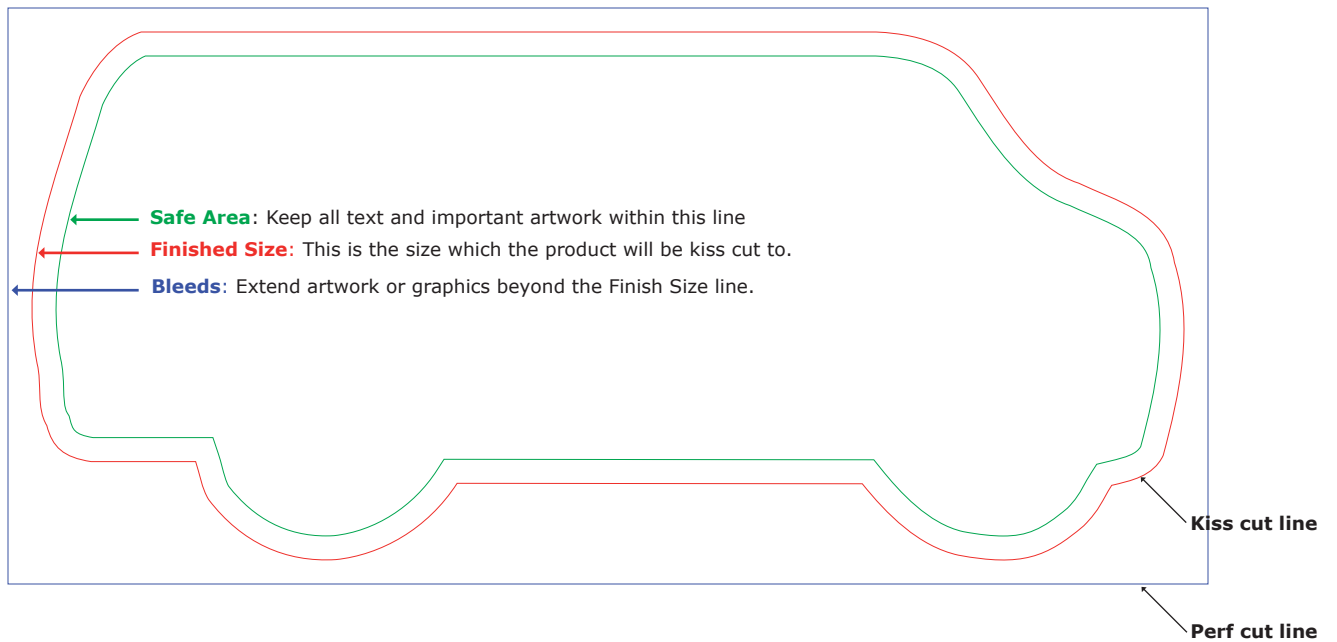 Safe Area: Keep all text and important artwork within this line
Finished Size: This is the size which the product will be kiss cut to.
Bleeds: Extend artwork or graphics beyond the Finish Size line.
Kiss cut line
Perf cut line